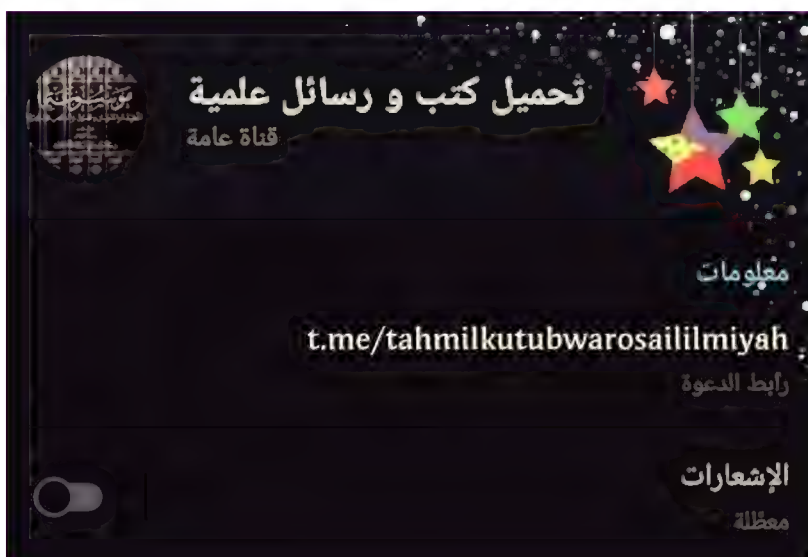 تحميل كتب و رسائل علمية
قناة عامة
معلومات
t.me/tahmilkutubwarosaililmiyah
رابط الدعوة
الإشعارات
معطلة